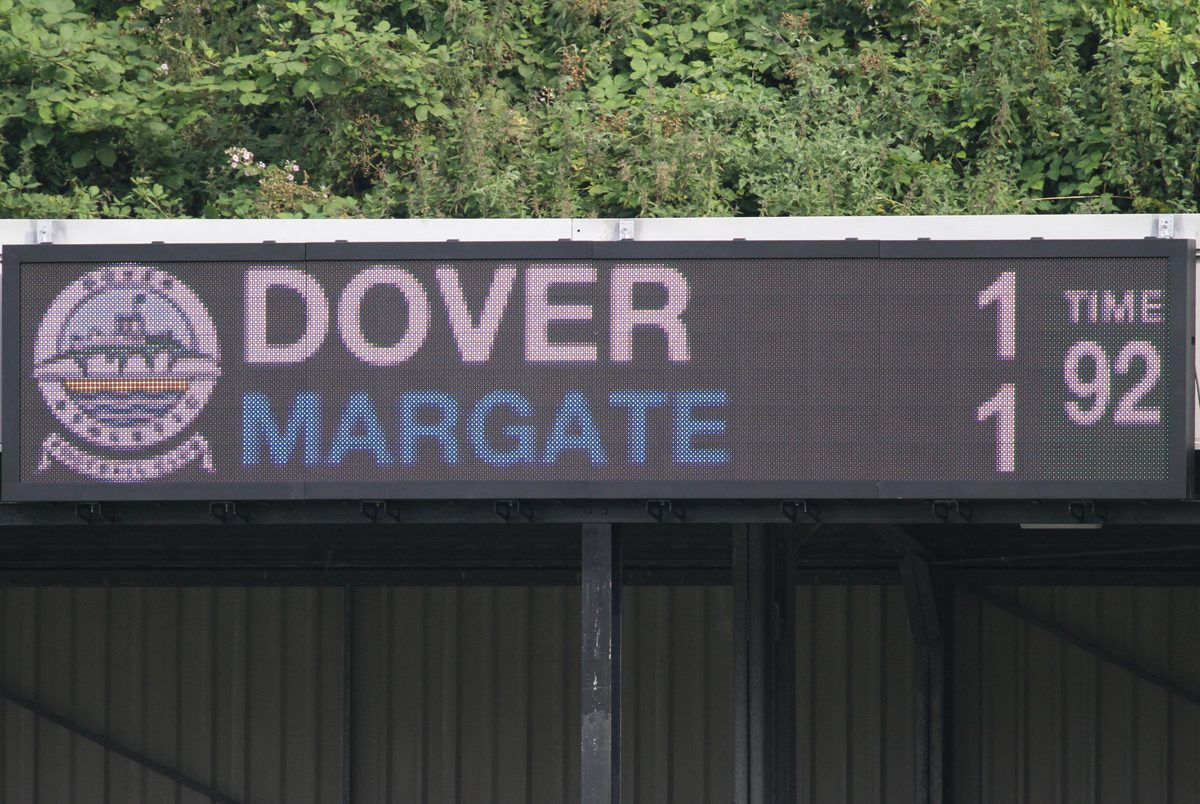 DOVER 1
MARGATE 1
TIME
92